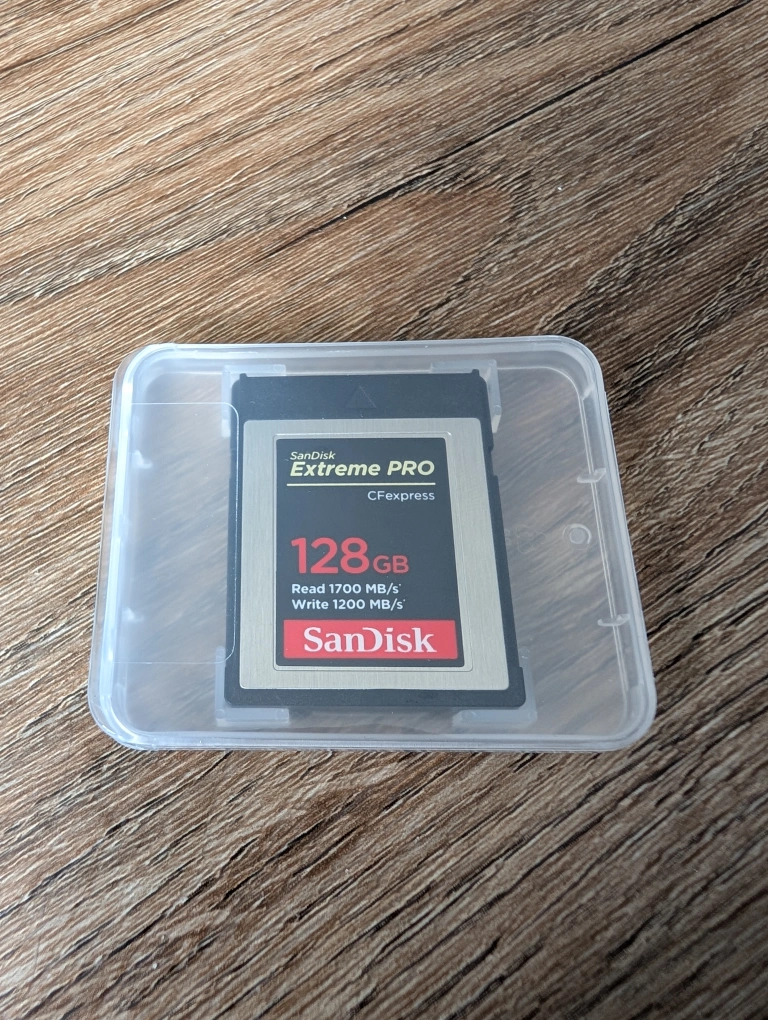 SanDisk
Extreme PRO
CFexpress
128GB
Read 1700 MB/s*
Write 1200 MB/s*
SanDisk